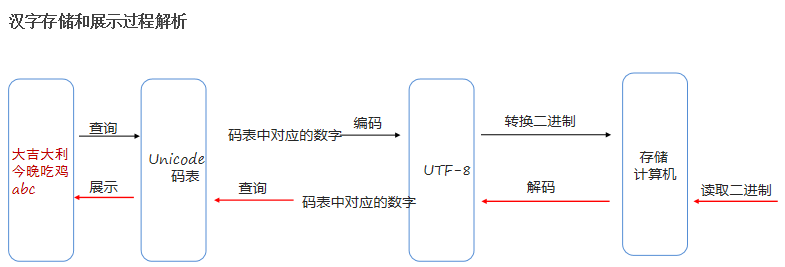 汉字存储和展示过程解析
大吉大利
今晚吃鸡
abc
查询
展示
Unicode
码表
码表中对应的数字
编码
查询
码表中对应的数字
UTF-8
转换二进制
解码
存储
计算机
读取二进制